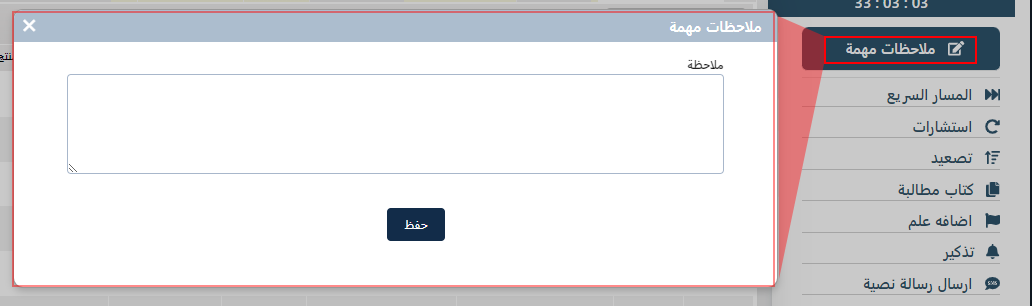 33 : 03 : 03
ملاحظات مهمة
ملاحظة
حفظ
ملاحظات مهمة
المسار السريع
استشارات
تصعيد
كتاب مطالبة
اضافه علم
تذكير
ارسال رسالة نصية